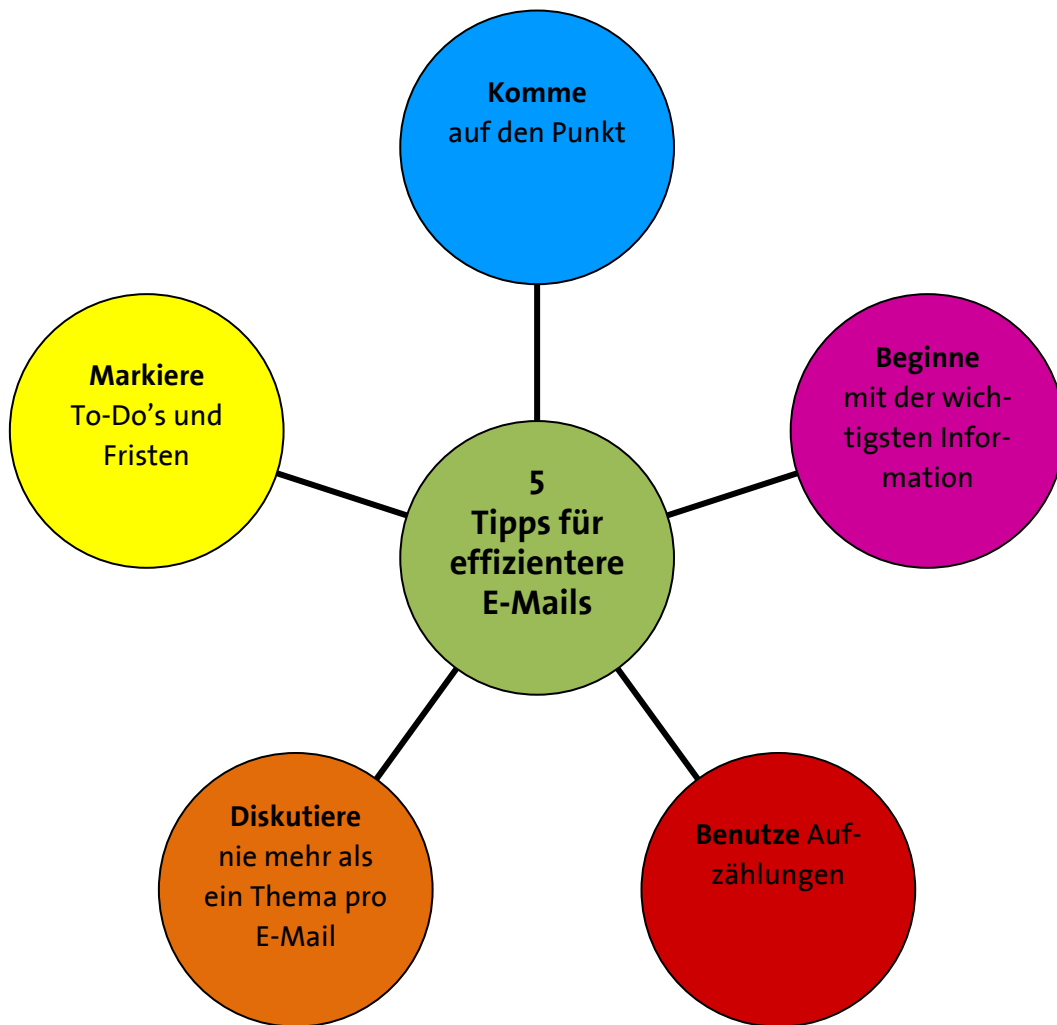 Komme
auf den Punkt
Markiere
To-Do’s und
Fristen
Beginne
mit der wich-
tigsten Infor-
mation
5
Tipps für
effizientere
E-Mails
Diskutiere
nie mehr als
ein Thema pro
E-Mail
Benutze Auf-
zählungen